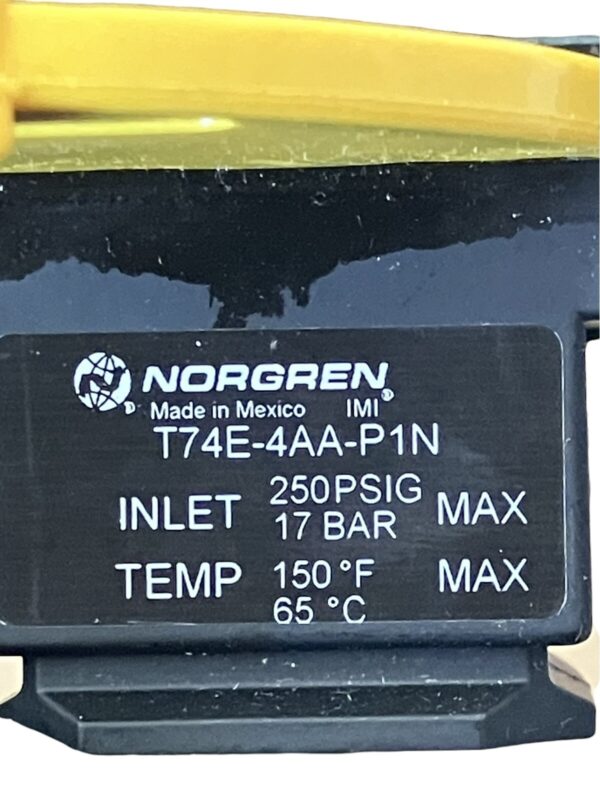 NORGREN®
Made in Mexico IMI
T74E-4AA-P1N
INLET 250PSIG MAX
17 BAR
TEMP 150°F MAX
65°C